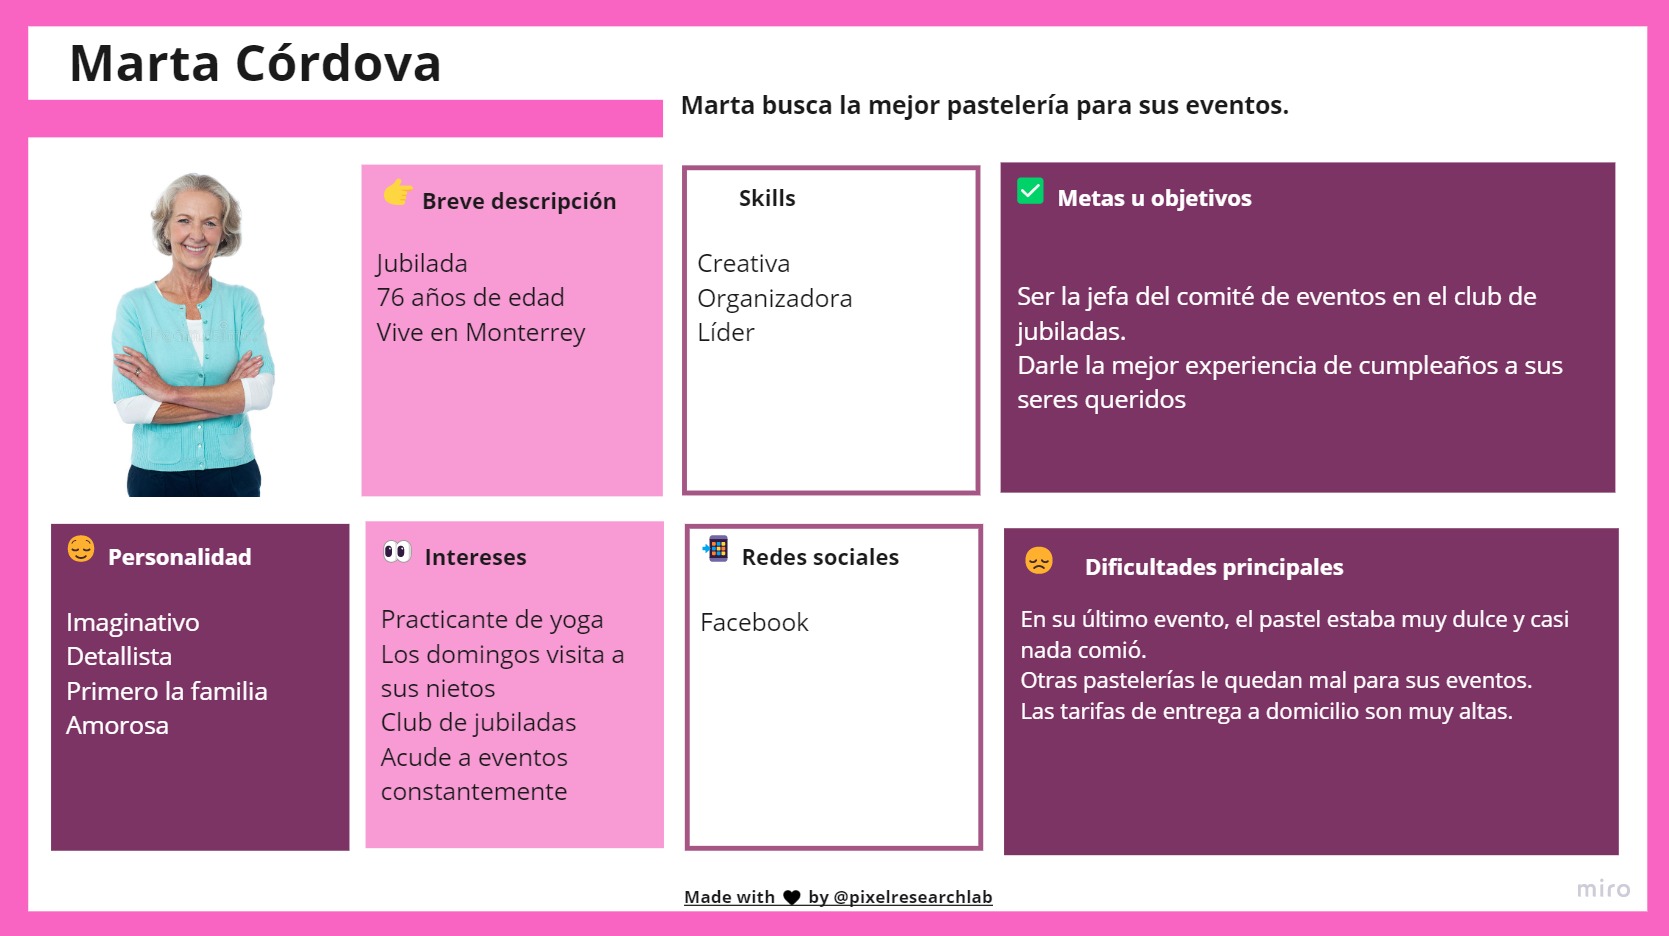 Marta Córdova
Marta busca la mejor pastelería para sus eventos.
Breve descripción
Jubilada
76 años de edad
Vive en Monterrey
Skills
Creativa
Organizadora
Líder
Metas u objetivos
Ser la jefa del comité de eventos en el club de
jubiladas.
Darle la mejor experiencia de cumpleaños a sus
seres queridos
Personalidad
Imaginativo
Detallista
Primero la familia
Amorosa
Intereses
Practicante de yoga
Los domingos visita a
sus nietos
Club de jubiladas
Acude a eventos
constantemente
Redes sociales
Facebook
Dificultades principales
En su último evento, el pastel estaba muy dulce y casi
nada comió.
Otras pastelerías le quedan mal para sus eventos.
Las tarifas de entrega a domicilio son muy altas.
Made with 🖤 by @pixelresearchlab
miro